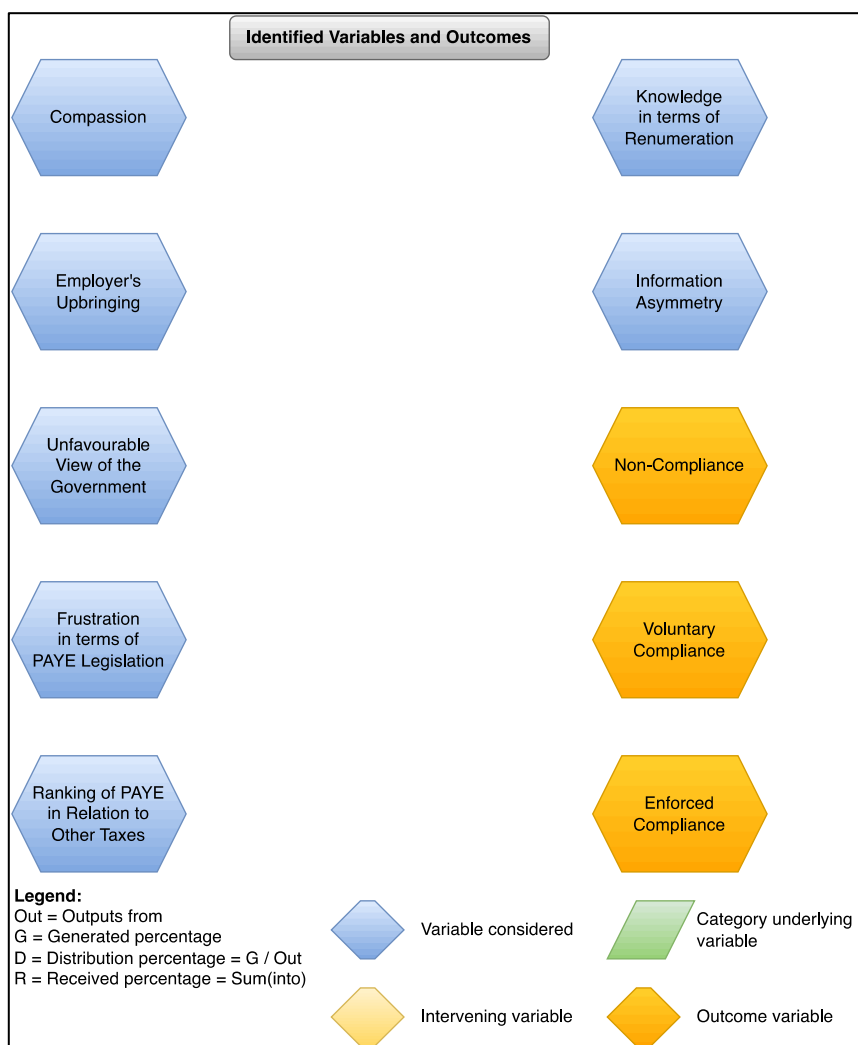 Identified Variables and Outcomes
Compassion
Knowledge
in terms of
Renumeration
Employer's
Upbringing
Information
Asymmetry
Unfavourable
View of the
Government
Non-Compliance
Frustration
in terms of
PAYE Legislation
Voluntary
Compliance
Ranking of PAYE
in Relation to
Other Taxes
Enforced
Compliance
Legend:
Out = Outputs from
G = Generated percentage
D = Distribution percentage = G / Out
R = Received percentage = Sum(into)
Variable considered
Category underlying
variable
Intervening variable
Outcome variable